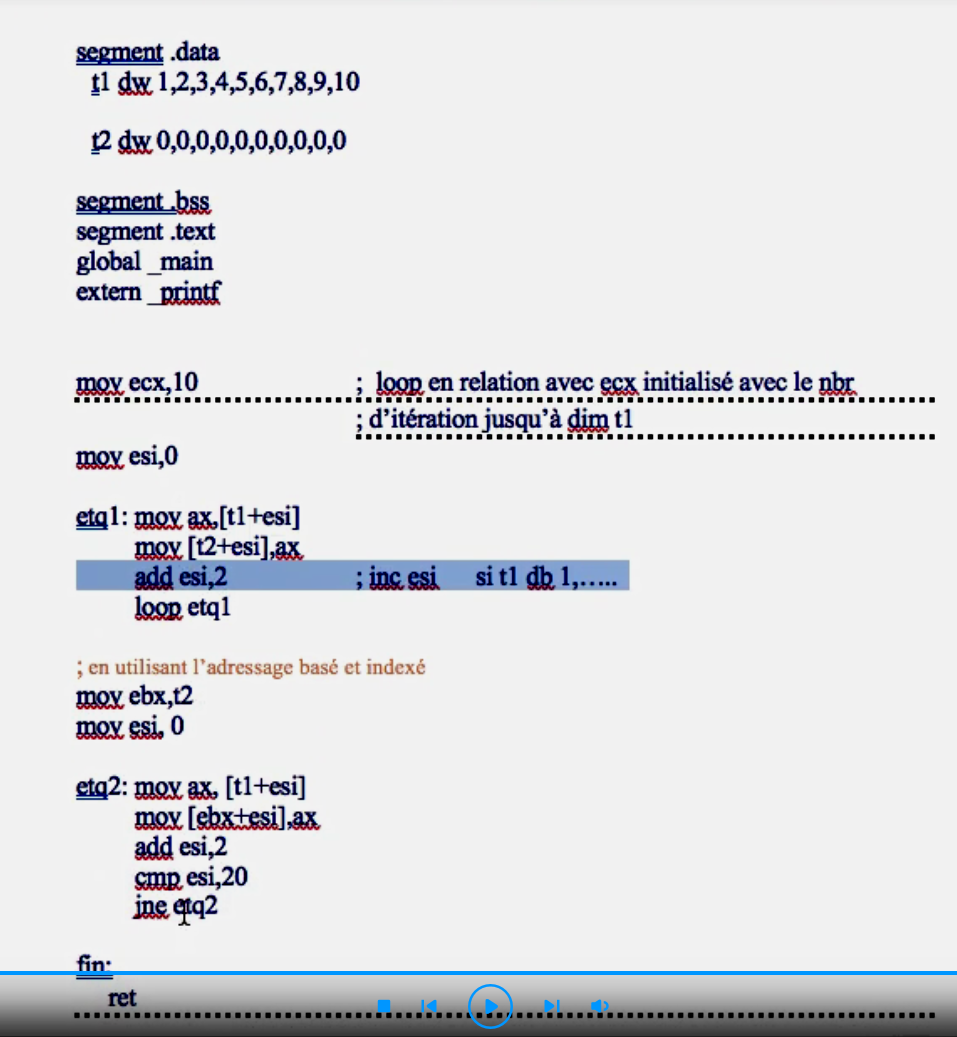 segment .data
t1 dw 1,2,3,4,5,6,7,8,9,10
t2 dw 0,0,0,0,0,0,0,0,0,0
segment .bss
segment .text
global _main
extern _printf
mov ecx,10 ; loop en relation avec ecx initialisé avec le nbr
; d’itération jusqu’à dim t1
mov esi,0
etq1: mov ax,[t1+esi]
mov [t2+esi],ax
add esi,2 ; inc esi si t1 db 1,…..
loop etq1
; en utilisant l’adressage basé et indexé
mov ebx,t2
mov esi, 0
etq2: mov ax, [t1+esi]
mov [ebx+esi],ax
add esi,2
cmp esi,20
jne etq2
fin:
ret